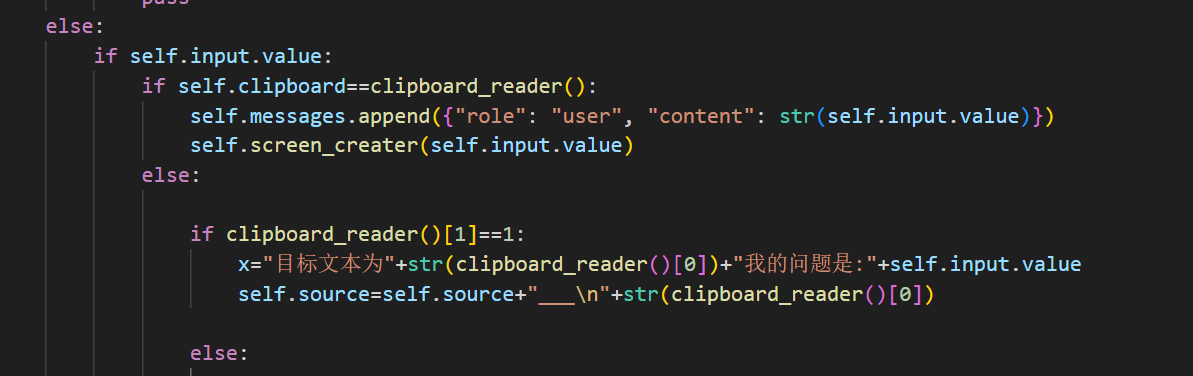 pass
else:
if self.input.value:
if self.clipboard==clipboard_reader():
self.messages.append({"role": "user", "content": str(self.input.value)})
self.screen_creater(self.input.value)
else:
if clipboard_reader()[1]==1:
x="目标文本为"+str(clipboard_reader()[0])+"我的问题是:"+self.input.value
self.source=self.source+"___\n"+str(clipboard_reader()[0])
else: